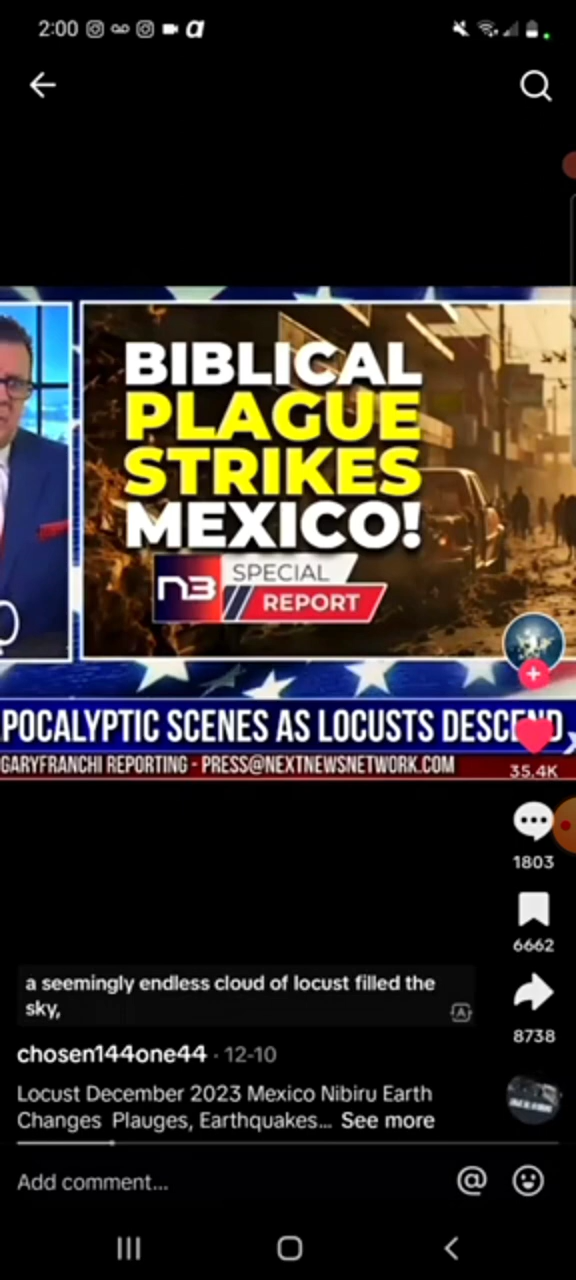 2:00
BIBLICAL
PLAGUE
STRIKES
MEXICO!
n3 SPECIAL
REPORT
POCALYPTIC SCENES AS LOCUSTS DESCEND
GARYFRANCHI REPORTING - PRESS@NEXTNEWSNETWORK.COM
35.4K
1803
6662
8738
a seemingly endless cloud of locust filled the
sky,
chosen144one44 · 12-10
Locust December 2023 Mexico Nibiru Earth
Changes Plauges, Earthquakes... See more
Add comment...